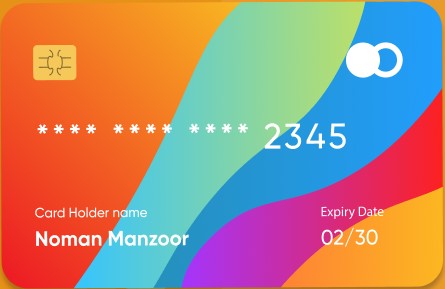 **** **** **** 2345
Card Holder name
Expiry Date
Noman Manzoor
02/30